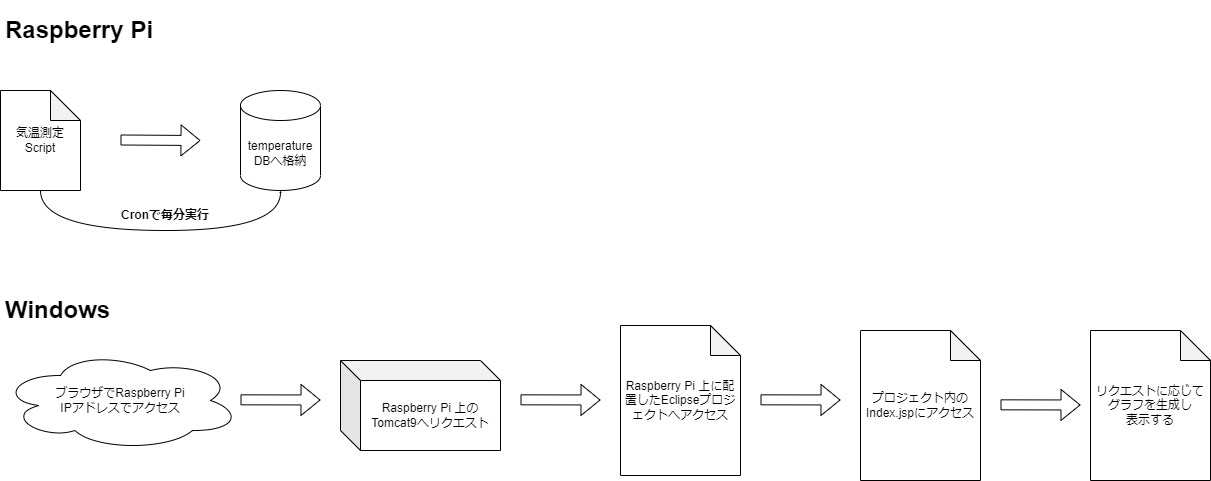 Raspberry Pi
気温測定
Script
temperature
DBへ格納
Cronで毎分実行
Windows
ブラウザでRaspberry Pi
IPアドレスでアクセス
Raspberry Pi 上の
Tomcat9へリクエスト
Raspberry Pi 上に配
置したEclipseプロジ
ェクトへアクセス
プロジェクト内の
Index.jspにアクセス
リクエストに応じて
グラフを生成し
表示する